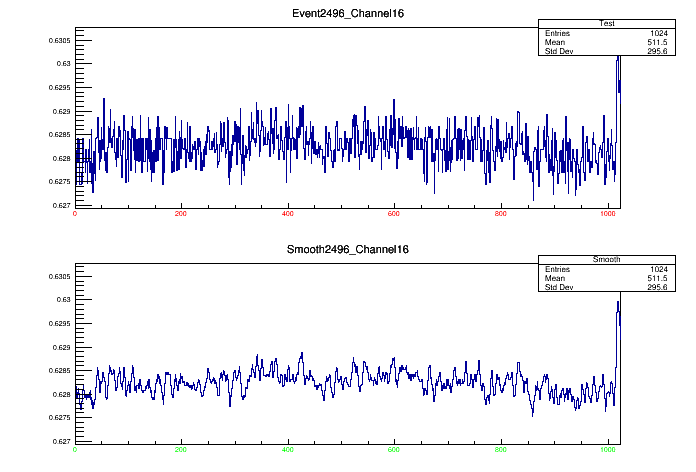 Event2496_Channel16
Test
Entries 1024
Mean 511.5
Std Dev 295.6
0.6305
0.63
0.6295
0.629
0.6285
0.628
0.6275
0.627
0 200 400 600 800 1000
Smooth2496_Channel16
Smooth
Entries 1024
Mean 511.5
Std Dev 295.6
0.6305
0.63
0.6295
0.629
0.6285
0.628
0.6275
0.627
0 200 400 600 800 1000